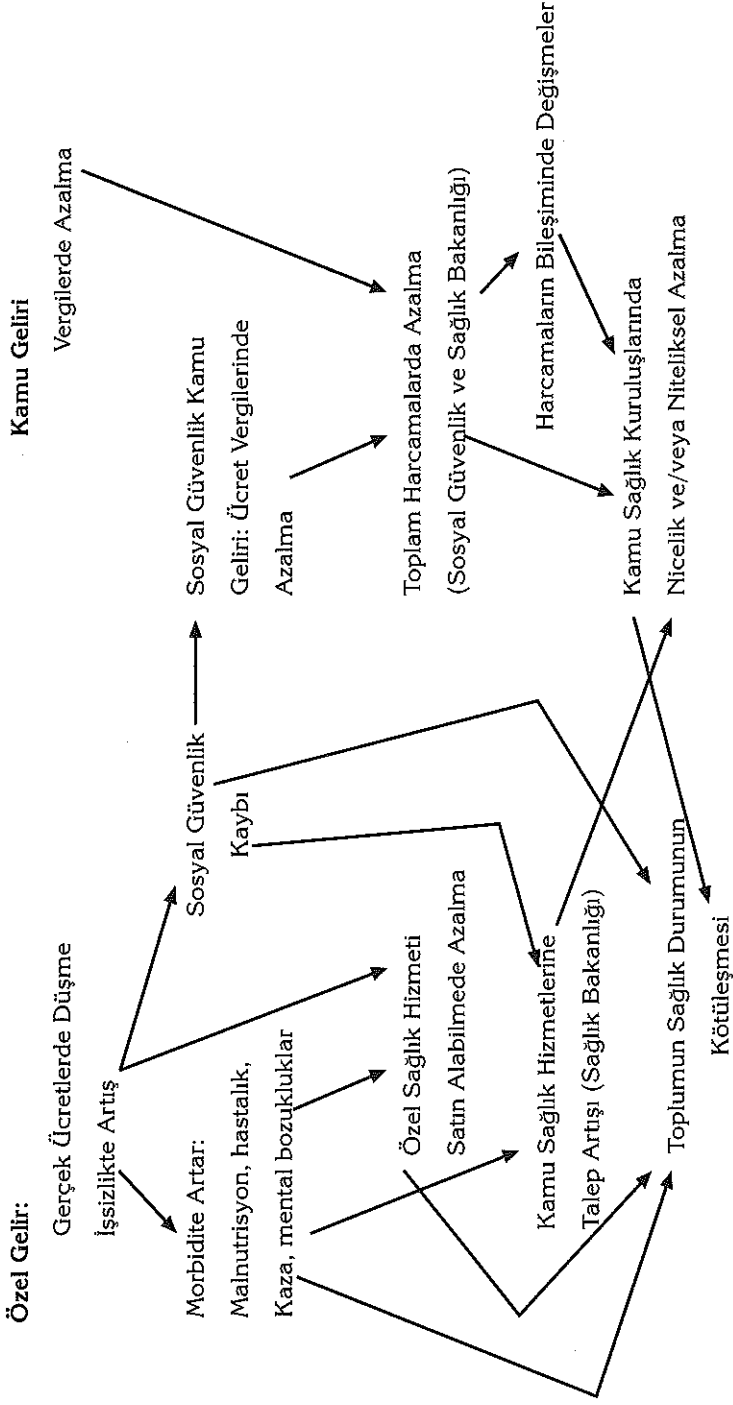 Özel Gelir:
Kamu Geliri
Gerçek Ücretlerde Düşme
İşsizlikte Artış
Vergilerde Azalma
Morbidite Artar:
Malnutrisyon, hastalık,
Kaza, mental bozukluklar
Sosyal Güvenlik
Kaybı
Sosyal Güvenlik Kamu
Geliri: Ücret Vergilerinde
Azalma
Özel Sağlık Hizmeti
Satın Alabilmede Azalma
Toplam Harcamalarda Azalma
(Sosyal Güvenlik ve Sağlık Bakanlığı)
Harcamaların Bileşiminde Değişmeler
Kamu Sağlık Hizmetlerine
Talep Artışı (Sağlık Bakanlığı)
Kamu Sağlık Kuruluşlarında
Nicelik ve/veya Niteliksel Azalma
Toplumun Sağlık Durumunun
Kötüleşmesi